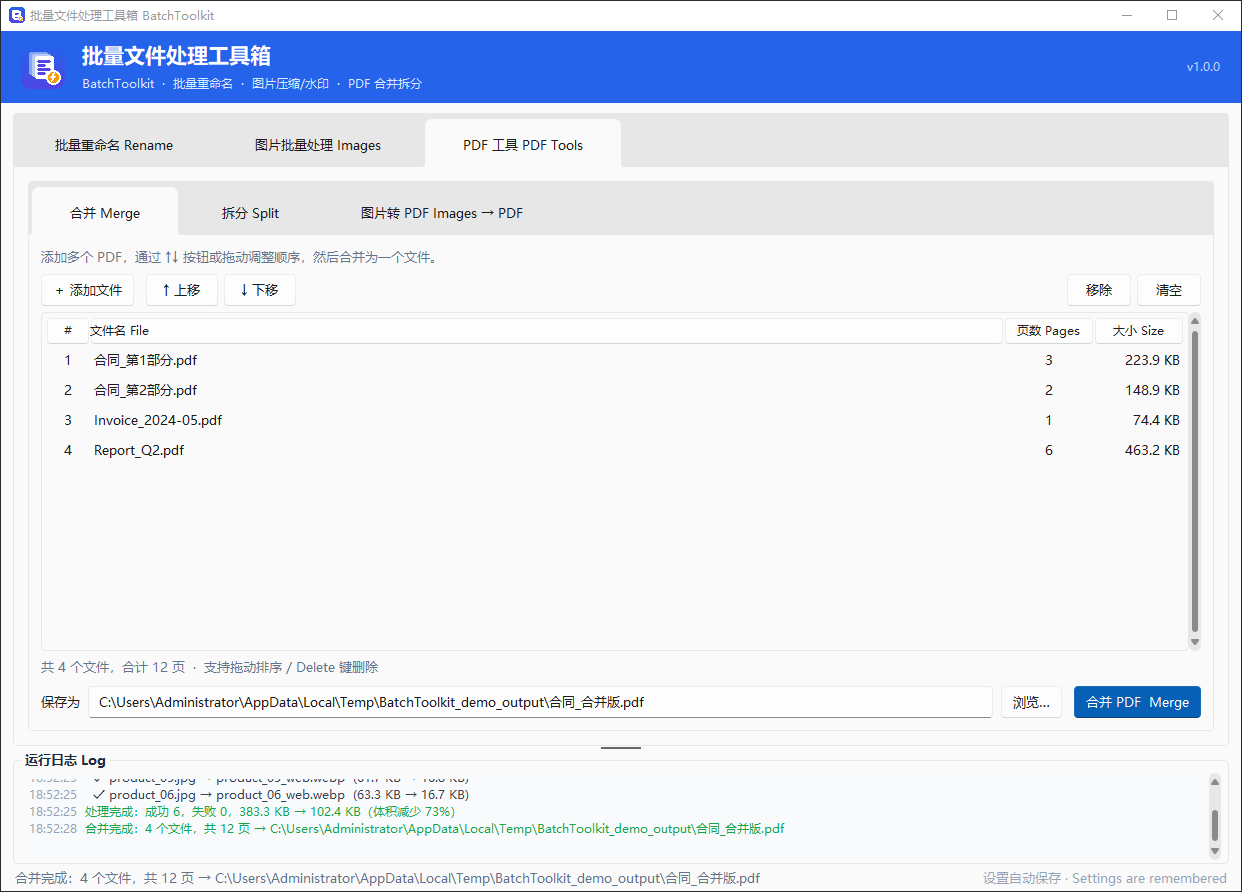 批量文件处理工具箱 BatchToolkit
批量文件处理工具箱
BatchToolkit · 批量重命名 · 图片压缩/水印 · PDF 合并拆分
v1.0.0
批量重命名 Rename
图片批量处理 Images
PDF 工具 PDF Tools
合并 Merge
拆分 Split
图片转 PDF Images → PDF
添加多个 PDF，通过 ↑↓ 按钮或拖动调整顺序，然后合并为一个文件。
+ 添加文件
↑ 上移
↓ 下移
移除
清空
# 文件名 File 页数 Pages 大小 Size
1 合同_第1部分.pdf 3 223.9 KB
2 合同_第2部分.pdf 2 148.9 KB
3 Invoice_2024-05.pdf 1 74.4 KB
4 Report_Q2.pdf 6 463.2 KB
共 4 个文件，合计 12 页 · 支持拖动排序 / Delete 键删除
保存为 C:\Users\Administrator\AppData\Local\Temp\BatchToolkit_demo_output\合同_合并版.pdf 浏览... 合并 PDF Merge
运行日志 Log
18:52:25 ✓ product_06.jpg → product_06_web.webp (63.3 KB → 16.7 KB)
18:52:25 处理完成：成功 6，失败 0，383.3 KB → 102.4 KB（体积减少 73%）
18:52:28 合并完成：4 个文件，共 12 页 → C:\Users\Administrator\AppData\Local\Temp\BatchToolkit_demo_output\合同_合并版.pdf
合并完成：4 个文件，共 12 页 → C:\Users\Administrator\AppData\Local\Temp\BatchToolkit_demo_output\合同_合并版.pdf
设置自动保存 · Settings are remembered